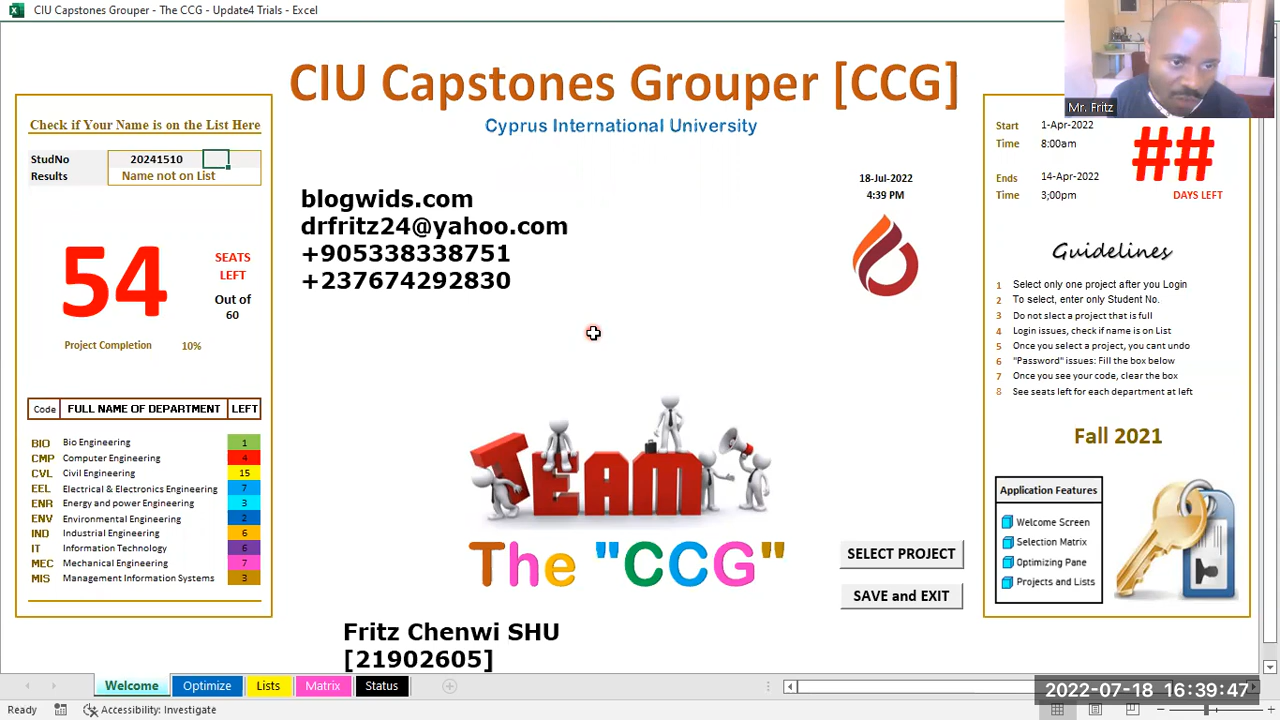 CIU Capstones Grouper - The CCG - Update4 Trials - Excel
CIU Capstones Grouper [CCG]
Cyprus International University
Check if Your Name is on the List Here
StudNo 20241510
Results Name not on List
54
SEATS
LEFT
Out of
60
Project Completion 10%
Code FULL NAME OF DEPARTMENT LEFT
BIO Bio Engineering 1
CMP Computer Engineering 4
CVL Civil Engineering 15
EEL Electrical & Electronics Engineering 7
ENR Energy and power Engineering 3
ENV Environmental Engineering 2
IND Industrial Engineering 6
IT Information Technology 6
MEC Mechanical Engineering 7
MIS Management Information Systems 3
blogwids.com
drfritz24@yahoo.com
+905338338751
+237674292830
18-Jul-2022
4:39 PM
TEAM
The "CCG"
SELECT PROJECT
SAVE and EXIT
Fritz Chenwi SHU
[21902605]
Mr. Fritz
Start 1-Apr-2022
Time 8:00am
Ends 14-Apr-2022
Time 3;00pm
##
DAYS LEFT
Guidelines
1 Select only one project after you Login
2 To select, enter only Student No.
3 Do not slect a project that is full
4 Login issues, check if name is on List
5 Once you select a project, you cant undo
6 "Password" issues: Fill the box below
7 Once you see your code, clear the box
8 See seats left for each department at left
Fall 2021
Application Features
Welcome Screen
Selection Matrix
Optimizing Pane
Projects and Lists
Welcome Optimize Lists Matrix Status
2022-07-18 16:39:47
Ready Accessibility: Investigate